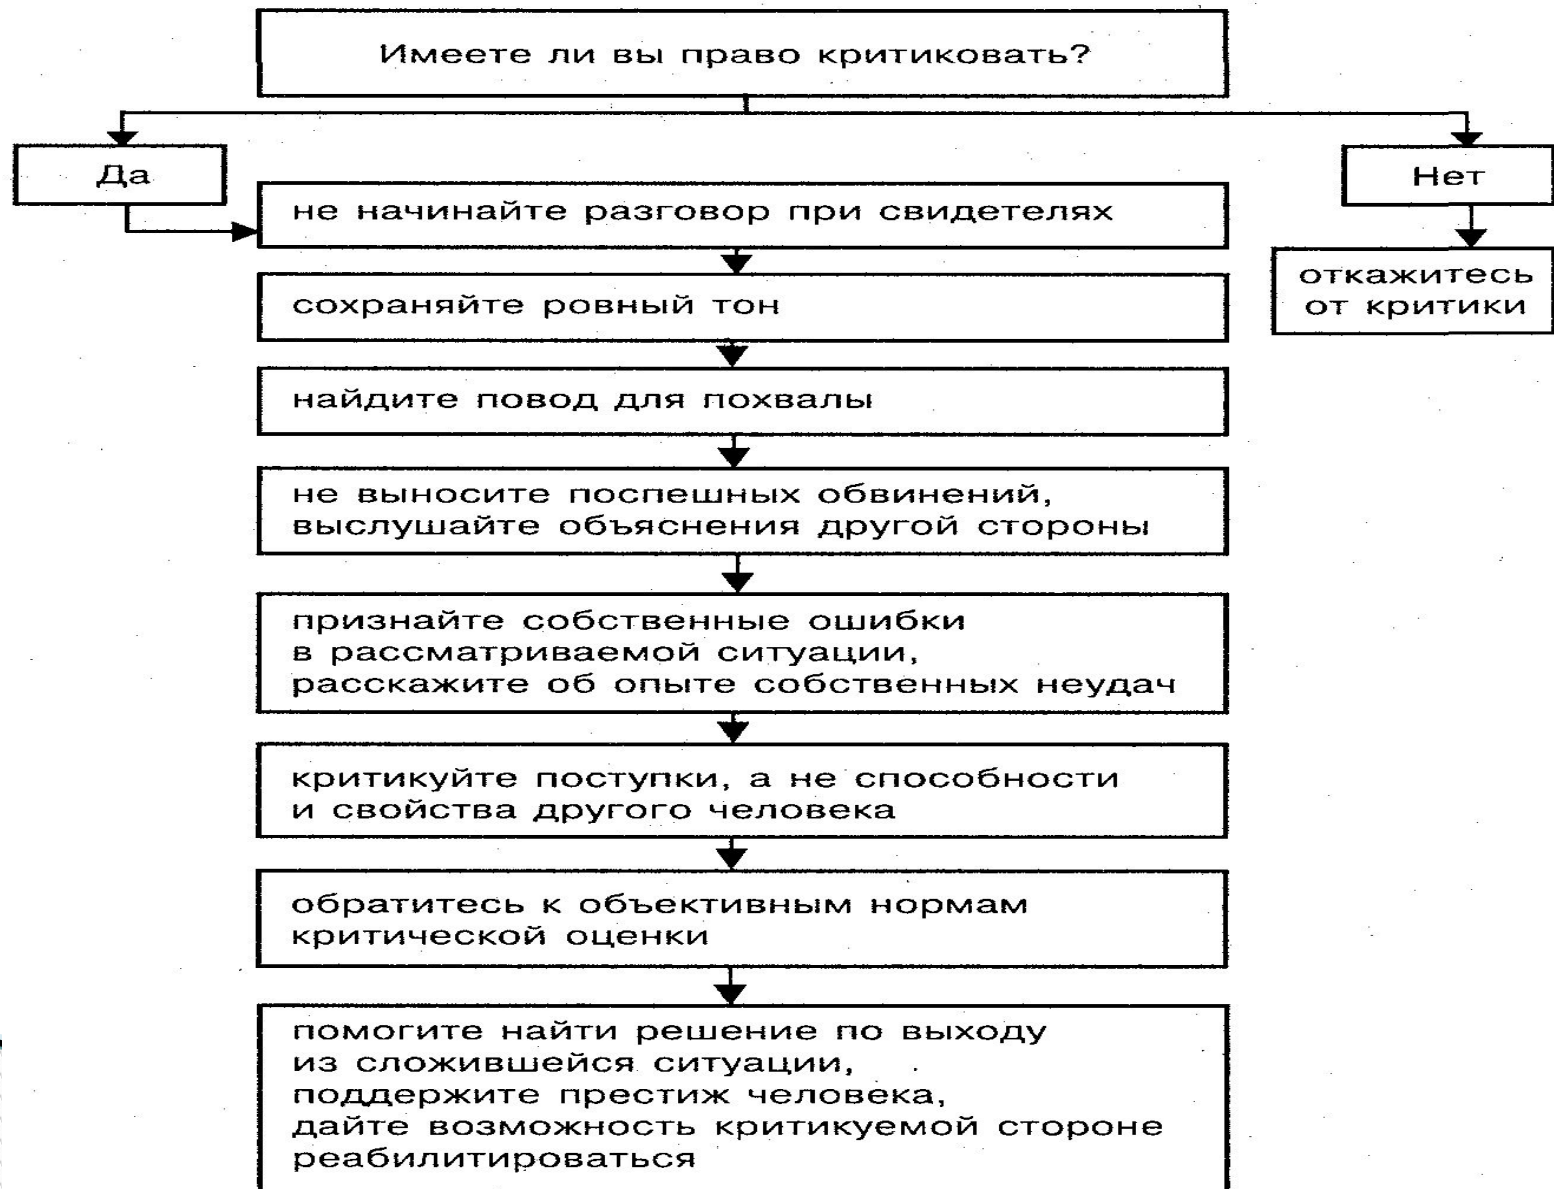 Имеете ли вы право критиковать?
Да
Нет
не начинайте разговор при свидетелях
откажитесь
от критики
сохраняйте ровный тон
найдите повод для похвалы
не выносите поспешных обвинений,
выслушайте объяснения другой стороны
признайте собственные ошибки
в рассматриваемой ситуации,
расскажите об опыте собственных неудач
критикуйте поступки, а не способности
и свойства другого человека
обратитесь к объективным нормам
критической оценки
помогите найти решение по выходу
из сложившейся ситуации,
поддержите престиж человека,
дайте возможность критикуемой стороне
реабилитироваться